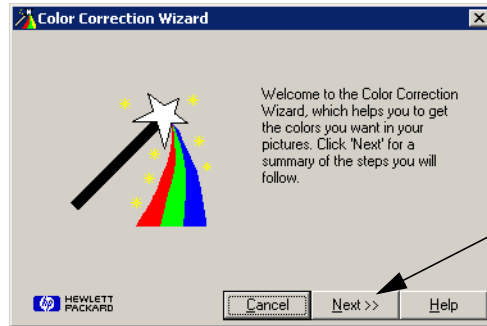 Color Correction Wizard
Welcome to the Color Correction
Wizard, which helps you to get
the colors you want in your
pictures. Click 'Next' for a
summary of the steps you will
follow.
hp HEWLETT
PACKARD
Cancel Next >> Help